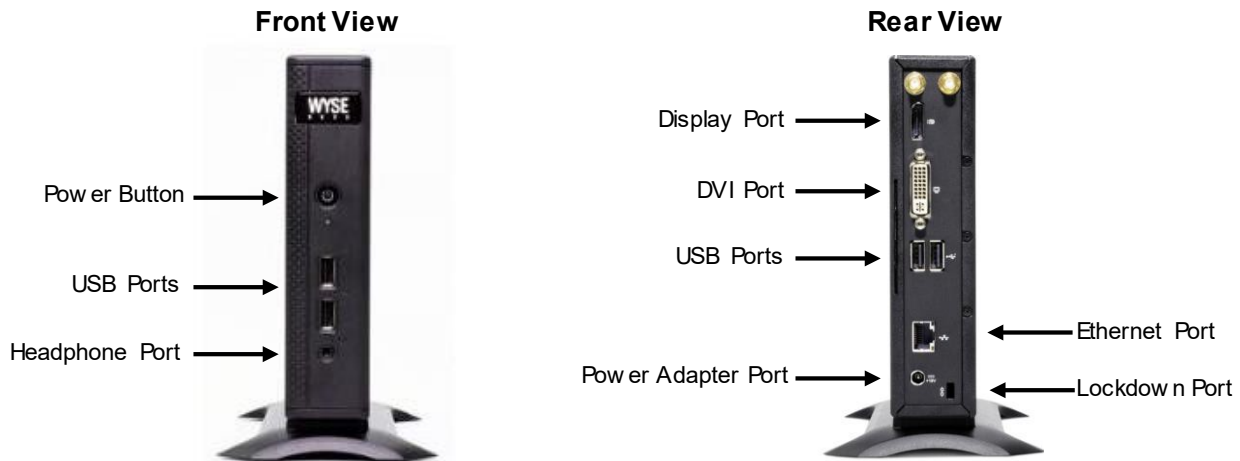 Front View
WYSE
Power Button
USB Ports
Headphone Port
Rear View
Display Port
DVI Port
USB Ports
Ethernet Port
Power Adapter Port
Lockdown Port